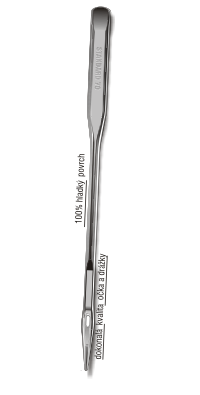 100% hladký povrch
dokonalá kvalita očka a drážky